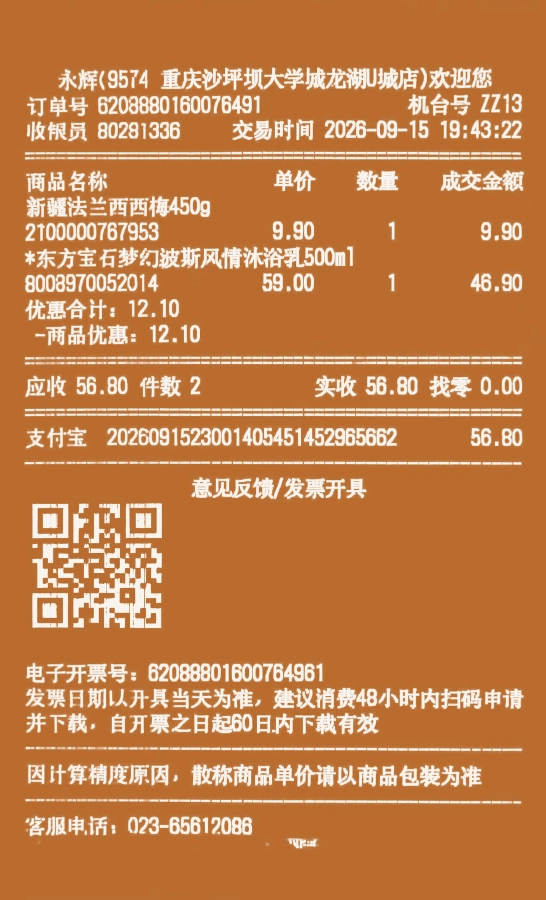 永辉(9574 重庆沙坪坝大学城龙湖U城店)欢迎您
订单号 6208880160076491 机台号 ZZ13
收银员 80281336 交易时间 2026-09-15 19:43:22
商品名称 单价 数量 成交金额
新疆法兰西西梅450g
2100000767953 9.90 1 9.90
*东方宝石梦幻波斯风情沐浴乳500ml
8008970052014 59.00 1 46.90
优惠合计: 12.10
-商品优惠: 12.10
应收 56.80 件数 2 实收 56.80 找零 0.00
支付宝 2026091523001405451452965662 56.80
意见反馈/发票开具
电子开票号: 62088801600764961
发票日期以开具当天为准, 建议消费48小时内扫码申请
并下载, 自开票之日起60日内下载有效
因计算精度原因, 散称商品单价请以商品包装为准
客服电话: 023-65612086